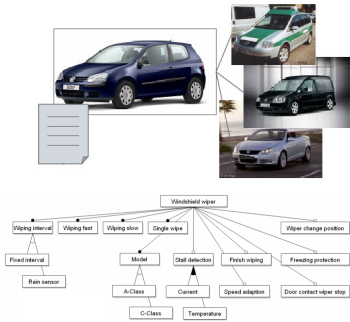 Windshield wiper
Wiping interval
Wiping fast
Wiping slow
Single wipe
Wiper change position
Fixed interval
Rain sensor
Model
Stall detection
Finish wiping
Freezing protection
A-Class
C-Class
Current
Temperature
Speed adaption
Door contact wiper stop